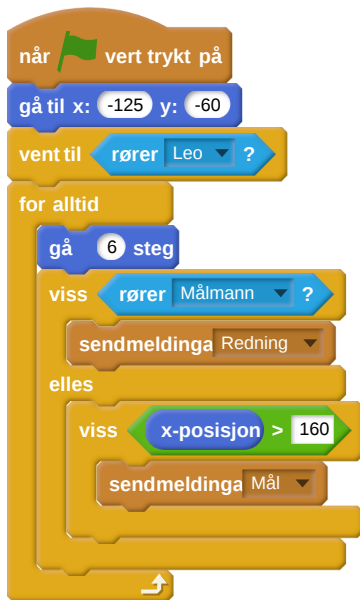 når vert trykt på
gå til x: -125 y: -60
vent til rører Leo ?
for alltid
gå 6 steg
viss rører Målmann ?
sendmeldinga Redning
elles
viss x-posisjon > 160
sendmeldinga Mål